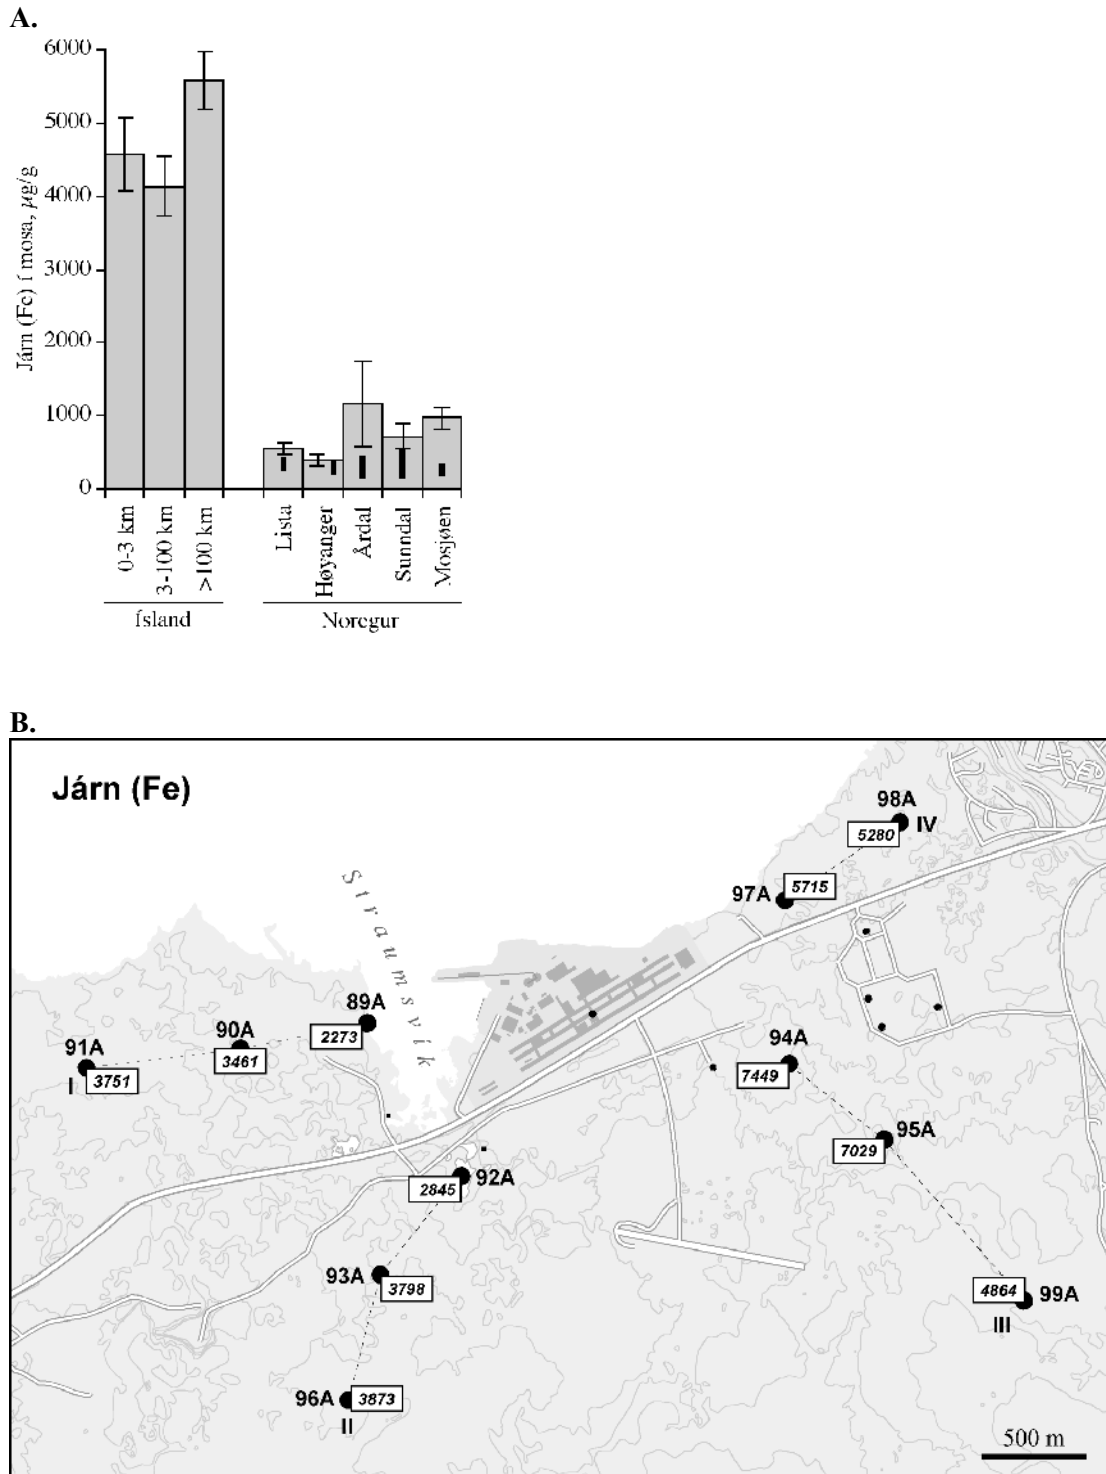 A.
Járn (Fe) í mosa, µg/g
6000
5000
4000
3000
2000
1000
0
0-3 km
3-100 km
>100 km
Lista
Høyanger
Årdal
Sunndal
Mosjøen
Ísland
Noregur
B.
Járn (Fe)
Straumsvík
98A
IV
5280
97A
5715
89A
2273
90A
3461
91A
3751
I
94A
7449
95A
7029
92A
2845
93A
3798
4864
99A
III
96A
3873
II
500 m